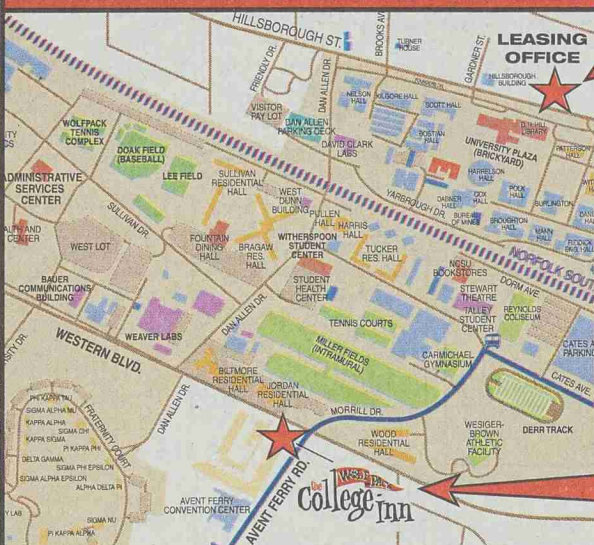 HILLSBOROUGH ST.
BROOKS AV
TURNER
HOUSE
GARDNER ST.
LEASING
OFFICE
HILLSBOROUGH
BUILDING
FRIENDLY DR.
DAN ALLEN DR.
VISITOR
PAY LOT
NELSON
HALL
KILGORE HALL
SCOTT HALL
DAN ALLEN
PARKING DECK
DAVID CLARK
LABS
BOSTIAN
HALL
D.H. HILL
LIBRARY
UNIVERSITY PLAZA
(BRICKYARD)
PATTERSON
HALL
WOLFPACK
TENNIS
COMPLEX
DOAK FIELD
(BASEBALL)
LEE FIELD
HARRELSON
HALL
ADMINISTRATIVE
SERVICES
CENTER
SULLIVAN DR.
SULLIVAN
RESIDENTIAL
HALL
WEST
DUNN
BUILDING
PULLEN
HALL
HARRIS
HALL
YARBROUGH DR.
DABNEY
HALL
COX
HALL
POLK
HALL
BURLINGTON
BUREAU
OF MINES
BROUGHTON
HALL
MANN
HALL
RIDDICK
ENG. HALL
WEST LOT
FOUNTAIN
DINING
HALL
BRAGAW
RES.
HALL
WITHERSPOON
STUDENT
CENTER
TUCKER
RES. HALL
NCSU
BOOKSTORES
NORFOLK SOUT
BAUER
COMMUNICATIONS
BUILDING
STUDENT
HEALTH
CENTER
STEWART
THEATRE
TALLEY
STUDENT
CENTER
DORM AVE.
REYNOLDS
COLISEUM
WEAVER LABS
DAN ALLEN DR.
TENNIS COURTS
MILLER FIELDS
(INTRAMURAL)
CARMICHAEL
GYMNASIUM
CATES A
PARKING
CATES AVE.
WESTERN BLVD.
BILTMORE
RESIDENTIAL
HALL
JORDAN
RESIDENTIAL
HALL
MORRILL DR.
DERR TRACK
DAN ALLEN DR.
WOOD
RESIDENTIAL
HALL
WESIGER-
BROWN
ATHLETIC
FACILITY
PHI KAPPA TAU
SIGMA ALPHA NU
KAPPA ALPHA
SIGMA CHI
KAPPA SIGMA
PI KAPPA PHI
DELTA GAMMA
SIGMA PHI EPSILON
SIGMA ALPHA EPSILON
ALPHA DELTA PI
FRATERNITY COURT
SIGMA NU
PI KAPPA ALPHA
AVENT FERRY
CONVENTION CENTER
AVENT FERRY RD.
the
College Inn